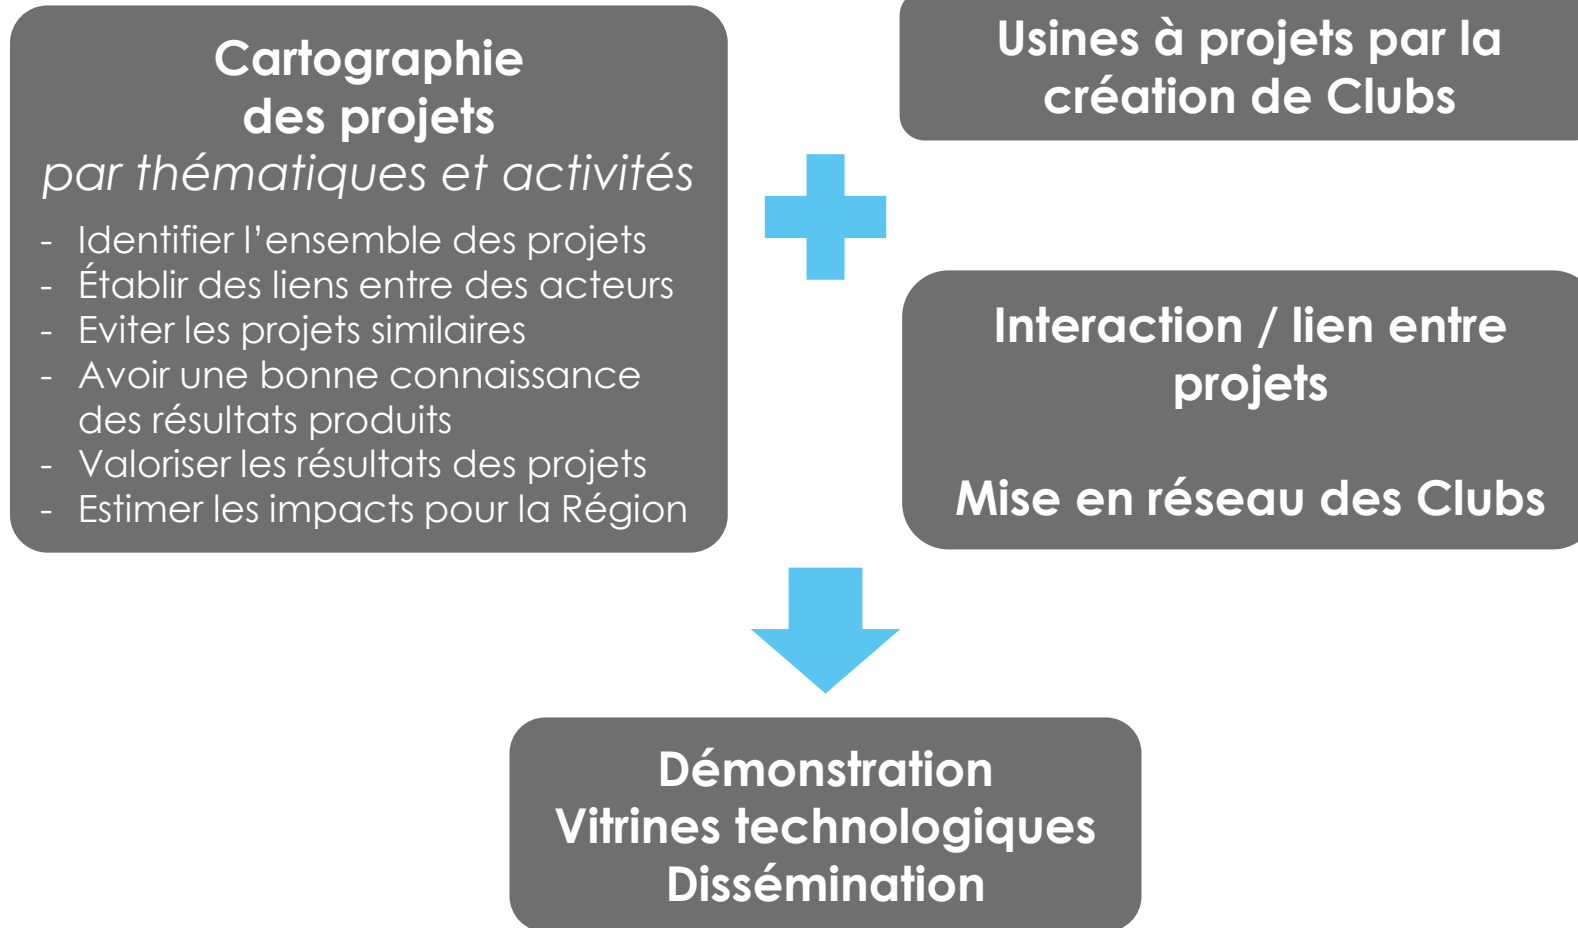 Cartographie
des projets
par thématiques et activités
- Identifier l’ensemble des projets
- Établir des liens entre des acteurs
- Eviter les projets similaires
- Avoir une bonne connaissance
des résultats produits
- Valoriser les résultats des projets
- Estimer les impacts pour la Région
Usines à projets par la
création de Clubs
Interaction / lien entre
projets
Mise en réseau des Clubs
Démonstration
Vitrines technologiques
Dissémination